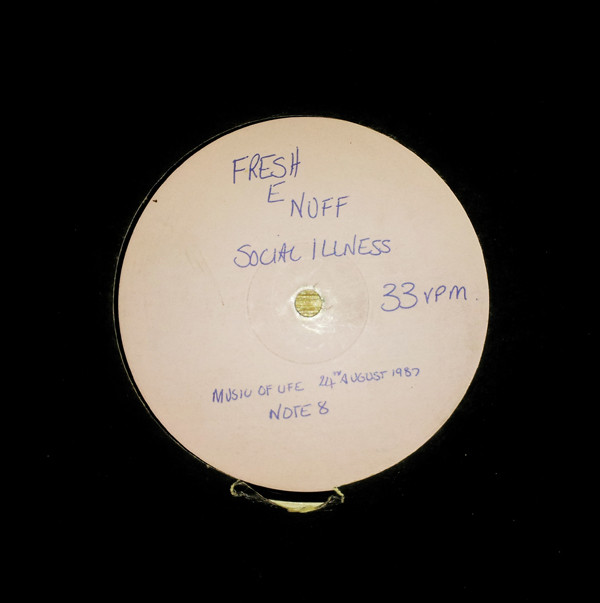 FRESH
E
NUFF
SOCIAL ILLNESS
33 rpm.
MUSIC OF LIFE 24TH AUGUST 1987
NOTE 8